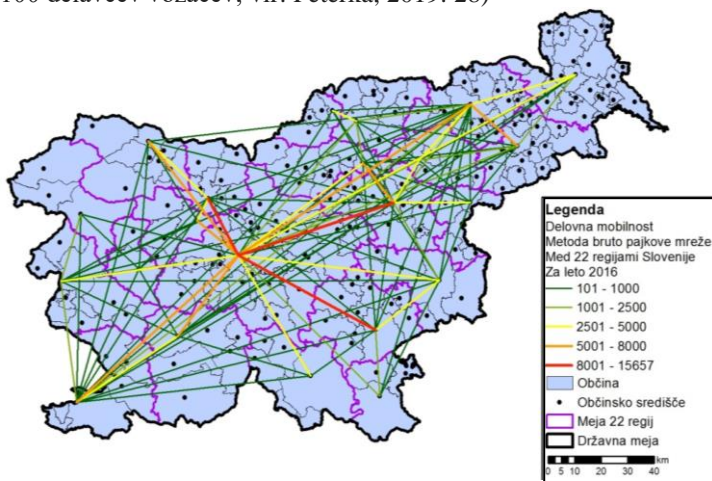 100 delavcev vozačev, vir: Peterka, 2019: 28)
Legenda
Delovna mobilnost
Metoda bruto pajkove mreže
Med 22 regijami Slovenije
Za leto 2016
101 - 1000
1001 - 2500
2501 - 5000
5001 - 8000
8001 - 15657
Občina
Občinsko središče
Meja 22 regij
Državna meja
km
0 5 10 20 30 40